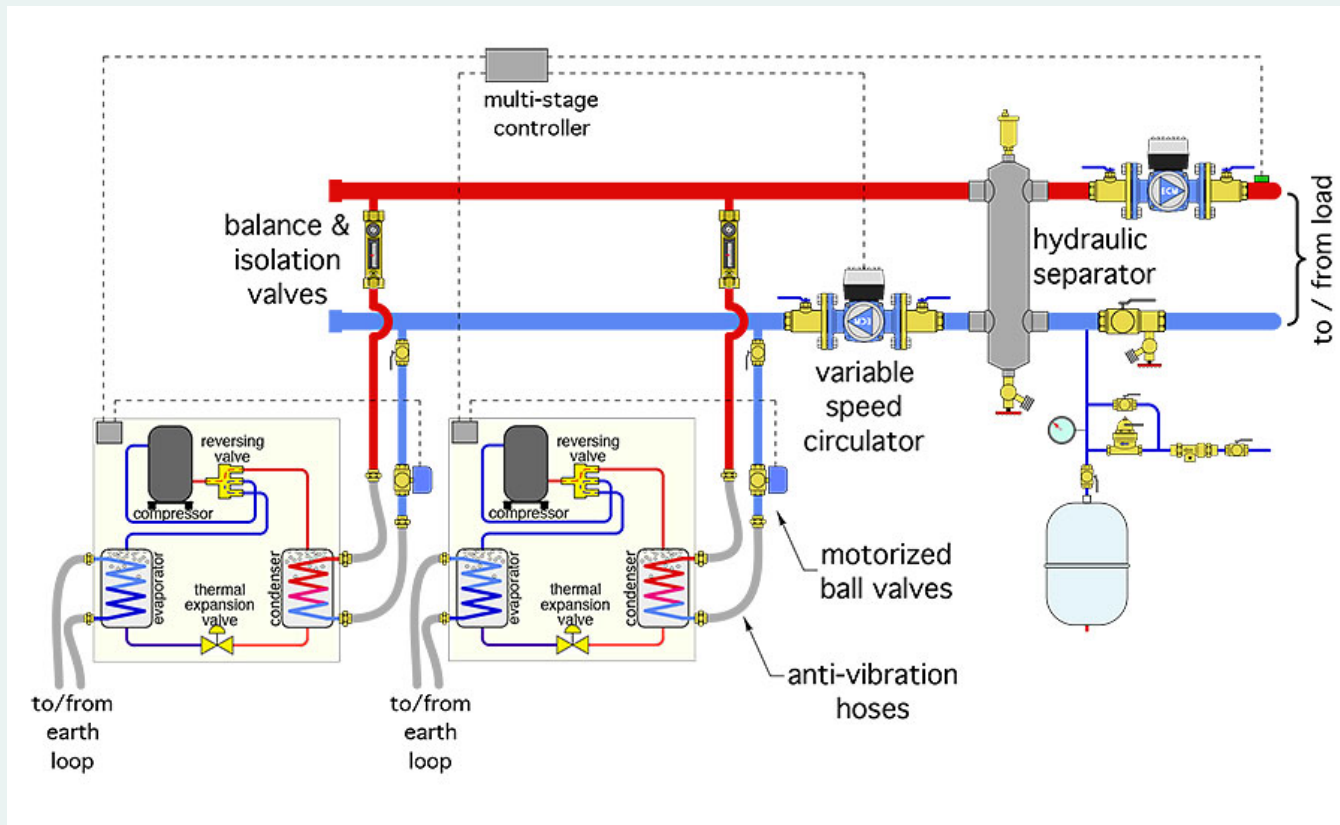 multi-stage
controller
balance &
isolation
valves
hydraulic
separator
to / from load
ECM
ECM
variable
speed
circulator
reversing
valve
compressor
evaporator
condenser
thermal
expansion
valve
reversing
valve
compressor
evaporator
condenser
thermal
expansion
valve
motorized
ball valves
anti-vibration
hoses
to/from
earth
loop
to/from
earth
loop